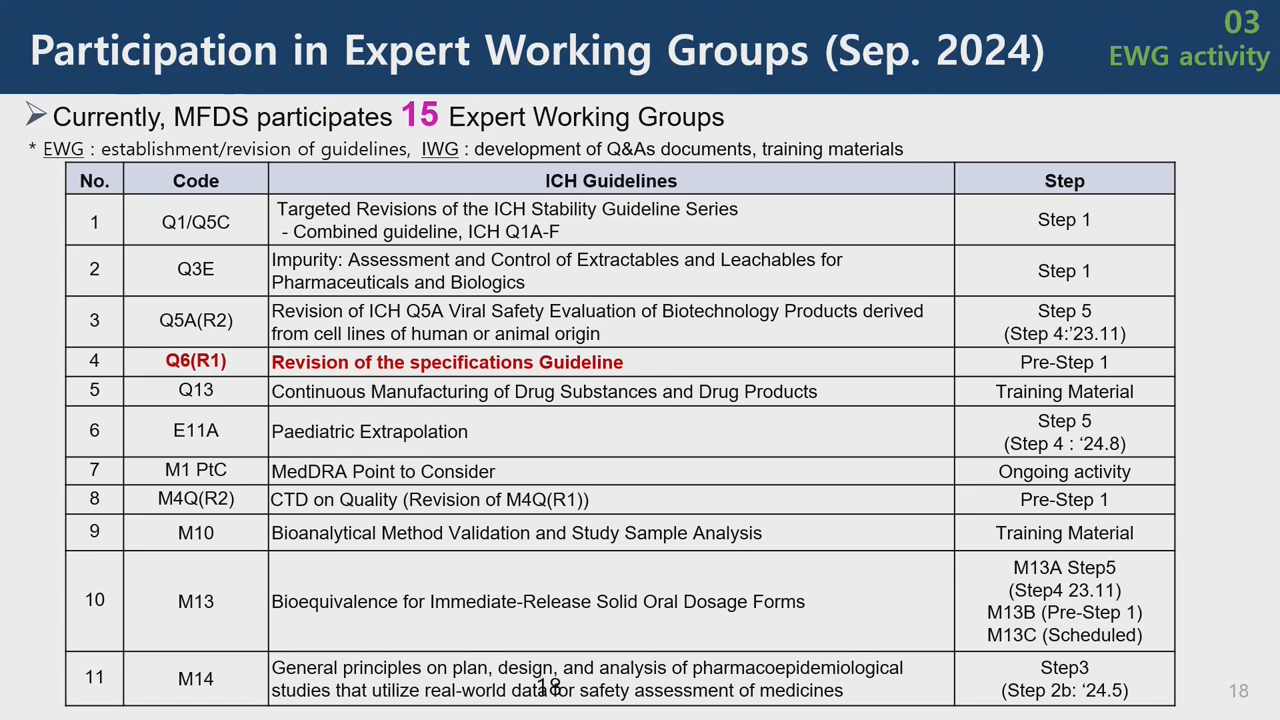 Participation in Expert Working Groups (Sep. 2024)
03
EWG activity
Currently, MFDS participates 15 Expert Working Groups
* EWG : establishment/revision of guidelines, IWG : development of Q&As documents, training materials
No. Code ICH Guidelines Step
1 Q1/Q5C Targeted Revisions of the ICH Stability Guideline Series
- Combined guideline, ICH Q1A-F Step 1
2 Q3E Impurity: Assessment and Control of Extractables and Leachables for
Pharmaceuticals and Biologics Step 1
3 Q5A(R2) Revision of ICH Q5A Viral Safety Evaluation of Biotechnology Products derived
from cell lines of human or animal origin Step 5
(Step 4:’23.11)
4 Q6(R1) Revision of the specifications Guideline Pre-Step 1
5 Q13 Continuous Manufacturing of Drug Substances and Drug Products Training Material
6 E11A Paediatric Extrapolation Step 5
(Step 4 : ‘24.8)
7 M1 PtC MedDRA Point to Consider Ongoing activity
8 M4Q(R2) CTD on Quality (Revision of M4Q(R1)) Pre-Step 1
9 M10 Bioanalytical Method Validation and Study Sample Analysis Training Material
10 M13 Bioequivalence for Immediate-Release Solid Oral Dosage Forms M13A Step5
(Step4 23.11)
M13B (Pre-Step 1)
M13C (Scheduled)
11 M14 General principles on plan, design, and analysis of pharmacoepidemiological
studies that utilize real-world data for safety assessment of medicines Step3
(Step 2b: ‘24.5)
18
18